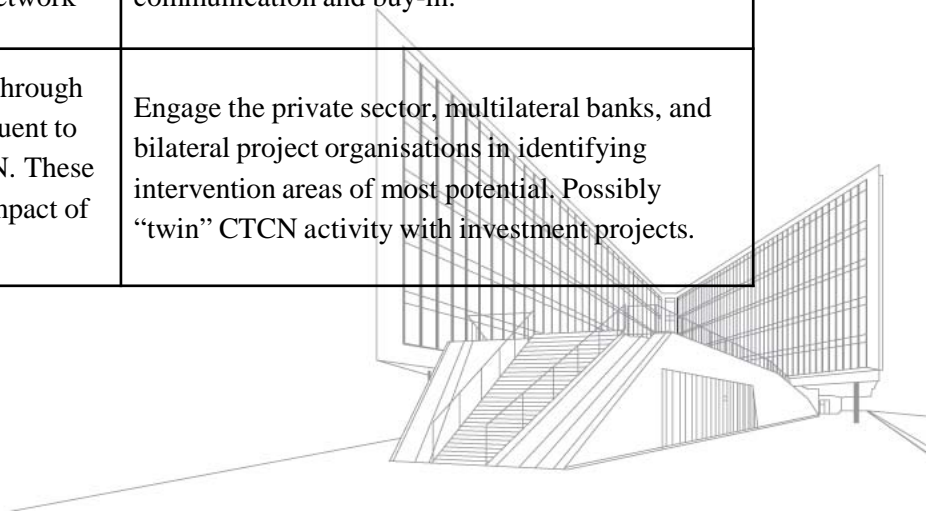 etwork
communication and buy-in.
hrough
uent to
N. These
mpact of
Engage the private sector, multilateral banks, and
bilateral project organisations in identifying
intervention areas of most potential. Possibly
“twin” CTCN activity with investment projects.